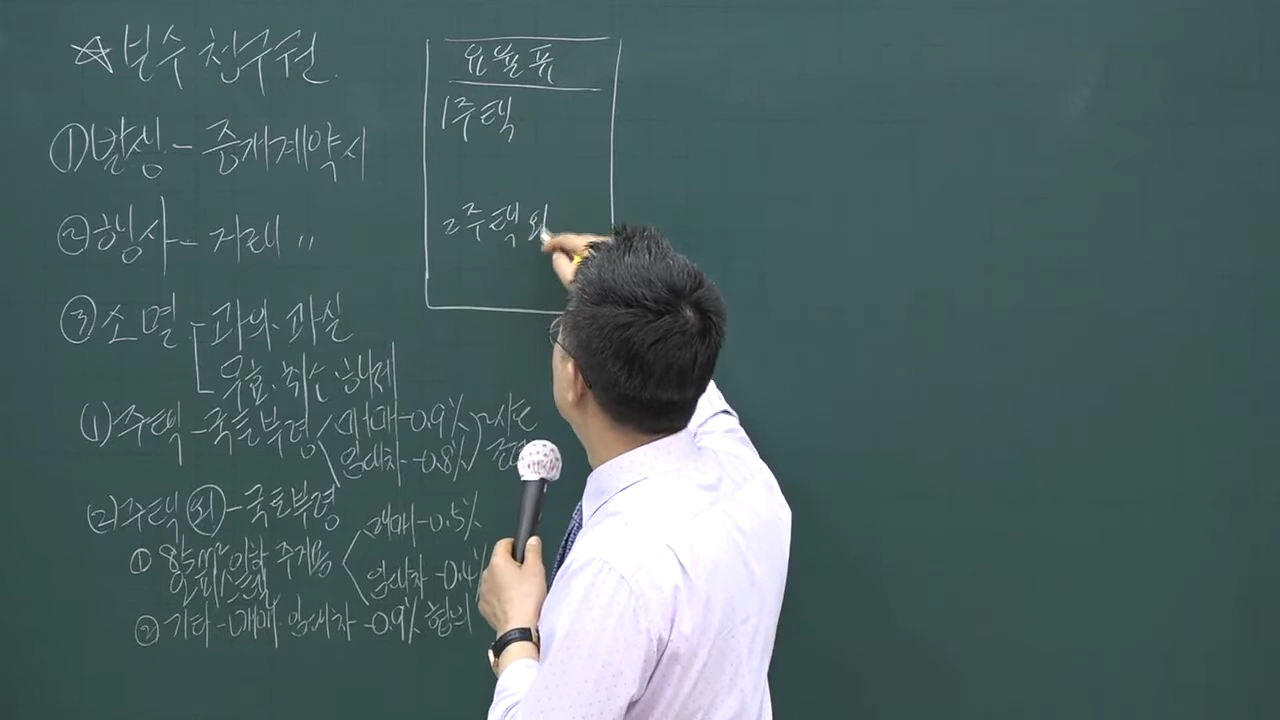 ☆보수청구권.
①발생-중개계약시
②행사-거래 〃
③소멸-고의·과실
무효·취소·해제
(1)주택-국토부령 매매-0.9%
임대차-0.8%
(2)주택 외-국토부령
매매-0.5%
① 85㎡ 이하 주거용
임대차-0.4%
②기타-매매 임대차-0.9% 협의
요율표
1주택
2주택 외